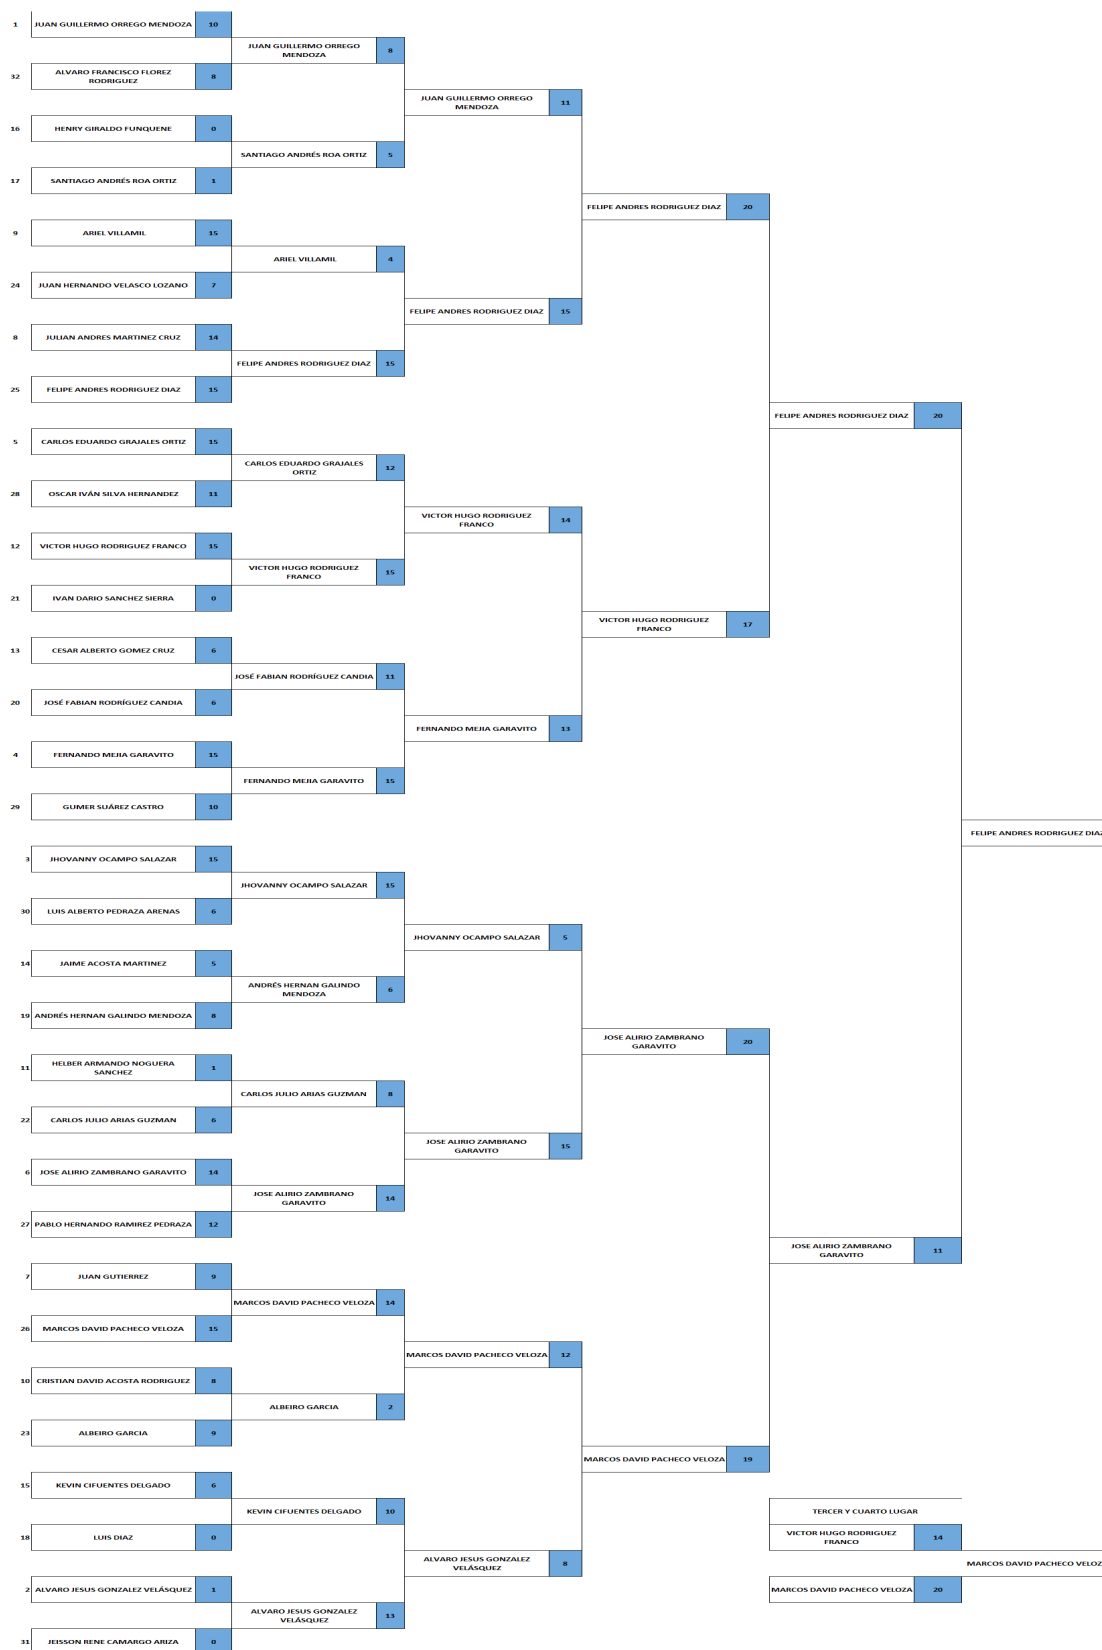 1 JUAN GUILLERMO ORREGO MENDOZA 10
JUAN GUILLERMO ORREGO
MENDOZA 8
32 ALVARO FRANCISCO FLOREZ
RODRIGUEZ 8
JUAN GUILLERMO ORREGO
MENDOZA 11
16 HENRY GIRALDO FUNQUENE 0
SANTIAGO ANDRÉS ROA ORTIZ 5
17 SANTIAGO ANDRÉS ROA ORTIZ 1
FELIPE ANDRES RODRIGUEZ DIAZ 20
9 ARIEL VILLAMIL 15
ARIEL VILLAMIL 4
24 JUAN HERNANDO VELASCO LOZANO 7
FELIPE ANDRES RODRIGUEZ DIAZ 15
8 JULIAN ANDRES MARTINEZ CRUZ 14
FELIPE ANDRES RODRIGUEZ DIAZ 15
25 FELIPE ANDRES RODRIGUEZ DIAZ 15
FELIPE ANDRES RODRIGUEZ DIAZ 20
5 CARLOS EDUARDO GRAJALES ORTIZ 15
CARLOS EDUARDO GRAJALES
ORTIZ 12
28 OSCAR IVÁN SILVA HERNANDEZ 11
VICTOR HUGO RODRIGUEZ
FRANCO 14
12 VICTOR HUGO RODRIGUEZ FRANCO 15
VICTOR HUGO RODRIGUEZ
FRANCO 15
21 IVAN DARIO SANCHEZ SIERRA 0
VICTOR HUGO RODRIGUEZ
FRANCO 17
13 CESAR ALBERTO GOMEZ CRUZ 6
JOSÉ FABIAN RODRÍGUEZ CANDIA 11
20 JOSÉ FABIAN RODRÍGUEZ CANDIA 6
FERNANDO MEJIA GARAVITO 13
4 FERNANDO MEJIA GARAVITO 15
FERNANDO MEJIA GARAVITO 15
29 GUMER SUÁREZ CASTRO 10
FELIPE ANDRES RODRIGUEZ DIAZ
3 JHOVANNY OCAMPO SALAZAR 15
JHOVANNY OCAMPO SALAZAR 15
30 LUIS ALBERTO PEDRAZA ARENAS 6
JHOVANNY OCAMPO SALAZAR 5
14 JAIME ACOSTA MARTINEZ 5
ANDRÉS HERNAN GALINDO
MENDOZA 6
19 ANDRÉS HERNAN GALINDO MENDOZA 8
JOSE ALIRIO ZAMBRANO
GARAVITO 20
11 HELBER ARMANDO NOGUERA
SANCHEZ 1
CARLOS JULIO ARIAS GUZMAN 8
22 CARLOS JULIO ARIAS GUZMAN 6
JOSE ALIRIO ZAMBRANO
GARAVITO 15
6 JOSE ALIRIO ZAMBRANO GARAVITO 14
JOSE ALIRIO ZAMBRANO
GARAVITO 14
27 PABLO HERNANDO RAMIREZ PEDRAZA 12
JOSE ALIRIO ZAMBRANO
GARAVITO 11
7 JUAN GUTIERREZ 9
MARCOS DAVID PACHECO VELOZA 14
26 MARCOS DAVID PACHECO VELOZA 15
MARCOS DAVID PACHECO VELOZA 12
10 CRISTIAN DAVID ACOSTA RODRIGUEZ 8
ALBEIRO GARCIA 2
23 ALBEIRO GARCIA 9
MARCOS DAVID PACHECO VELOZA 19
15 KEVIN CIFUENTES DELGADO 6
KEVIN CIFUENTES DELGADO 10
TERCER Y CUARTO LUGAR
18 LUIS DIAZ 0
VICTOR HUGO RODRIGUEZ
FRANCO 14
ALVARO JESUS GONZALEZ
VELÁSQUEZ 8
MARCOS DAVID PACHECO VELOZ
2 ALVARO JESUS GONZALEZ VELÁSQUEZ 1
MARCOS DAVID PACHECO VELOZA 20
ALVARO JESUS GONZALEZ
VELÁSQUEZ 13
31 JEISSON RENE CAMARGO ARIZA 0